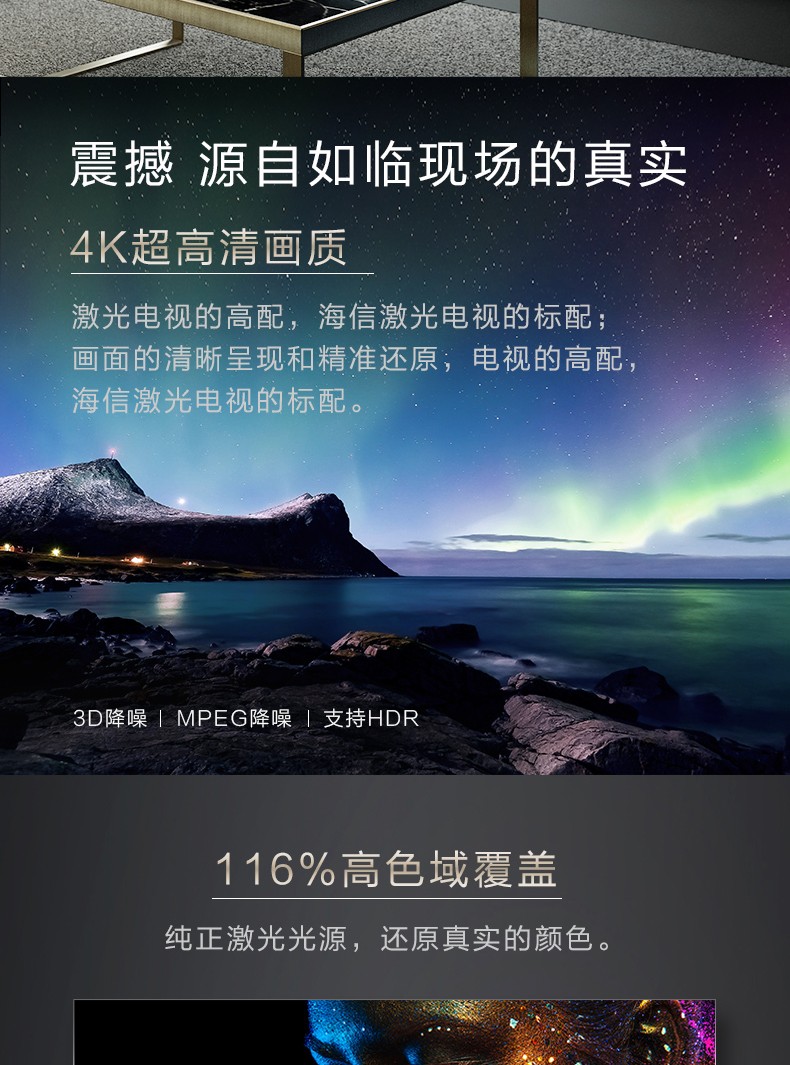 震撼 源自如临现场的真实
4K超高清画质
激光电视的高配，海信激光电视的标配；
画面的清晰呈现和精准还原，电视的高配，
海信激光电视的标配。
3D降噪 | MPEG降噪 | 支持HDR
116%高色域覆盖
纯正激光光源，还原真实的颜色。